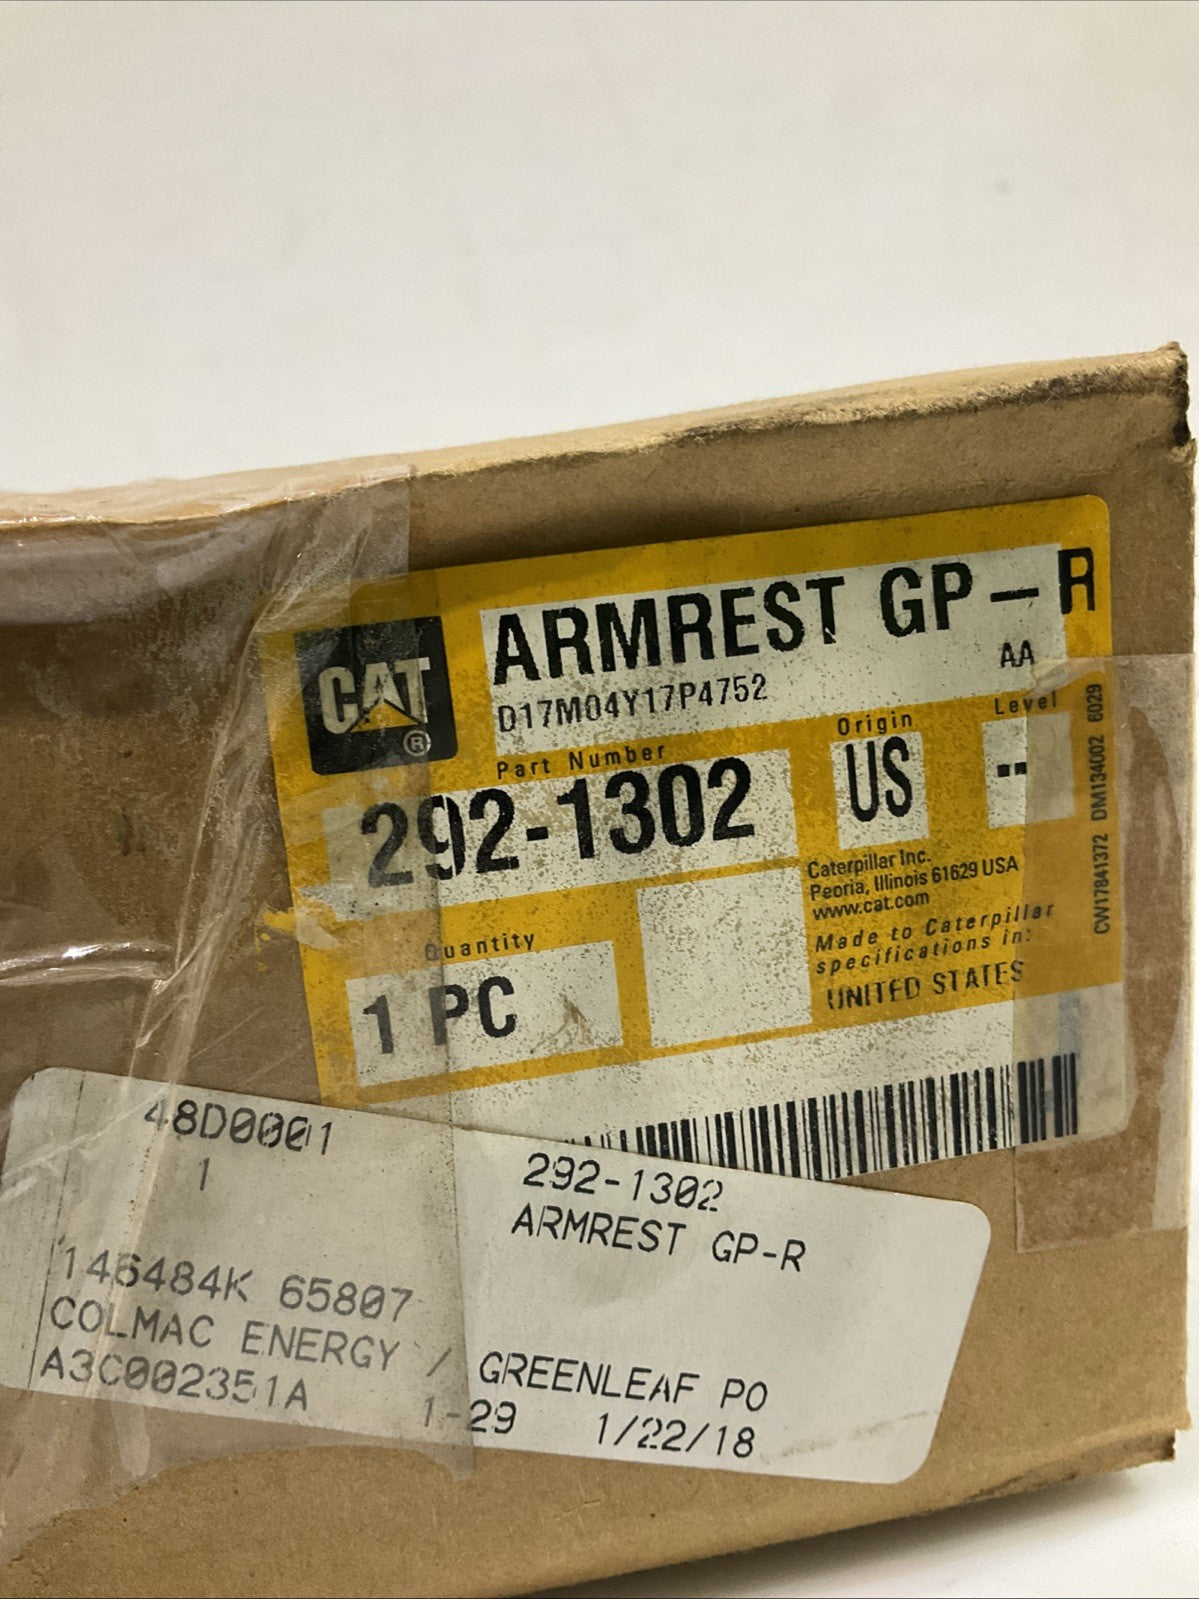 ARMREST GP-R
AA
D17M04Y17P4752
CAT
®
Part Number
292-1302
Origin
US
Level
--
Caterpillar Inc.
Peoria, Illinois 61629 USA
www.cat.com
Made to Caterpillar
specifications in:
UNITED STATES
Quantity
1 PC
CW17841372 DM134002 6029
48D0001
1
292-1302
ARMREST GP-R
146484K 65807
COLMAC ENERGY / GREENLEAF PO
A3C002351A 1-29 1/22/18